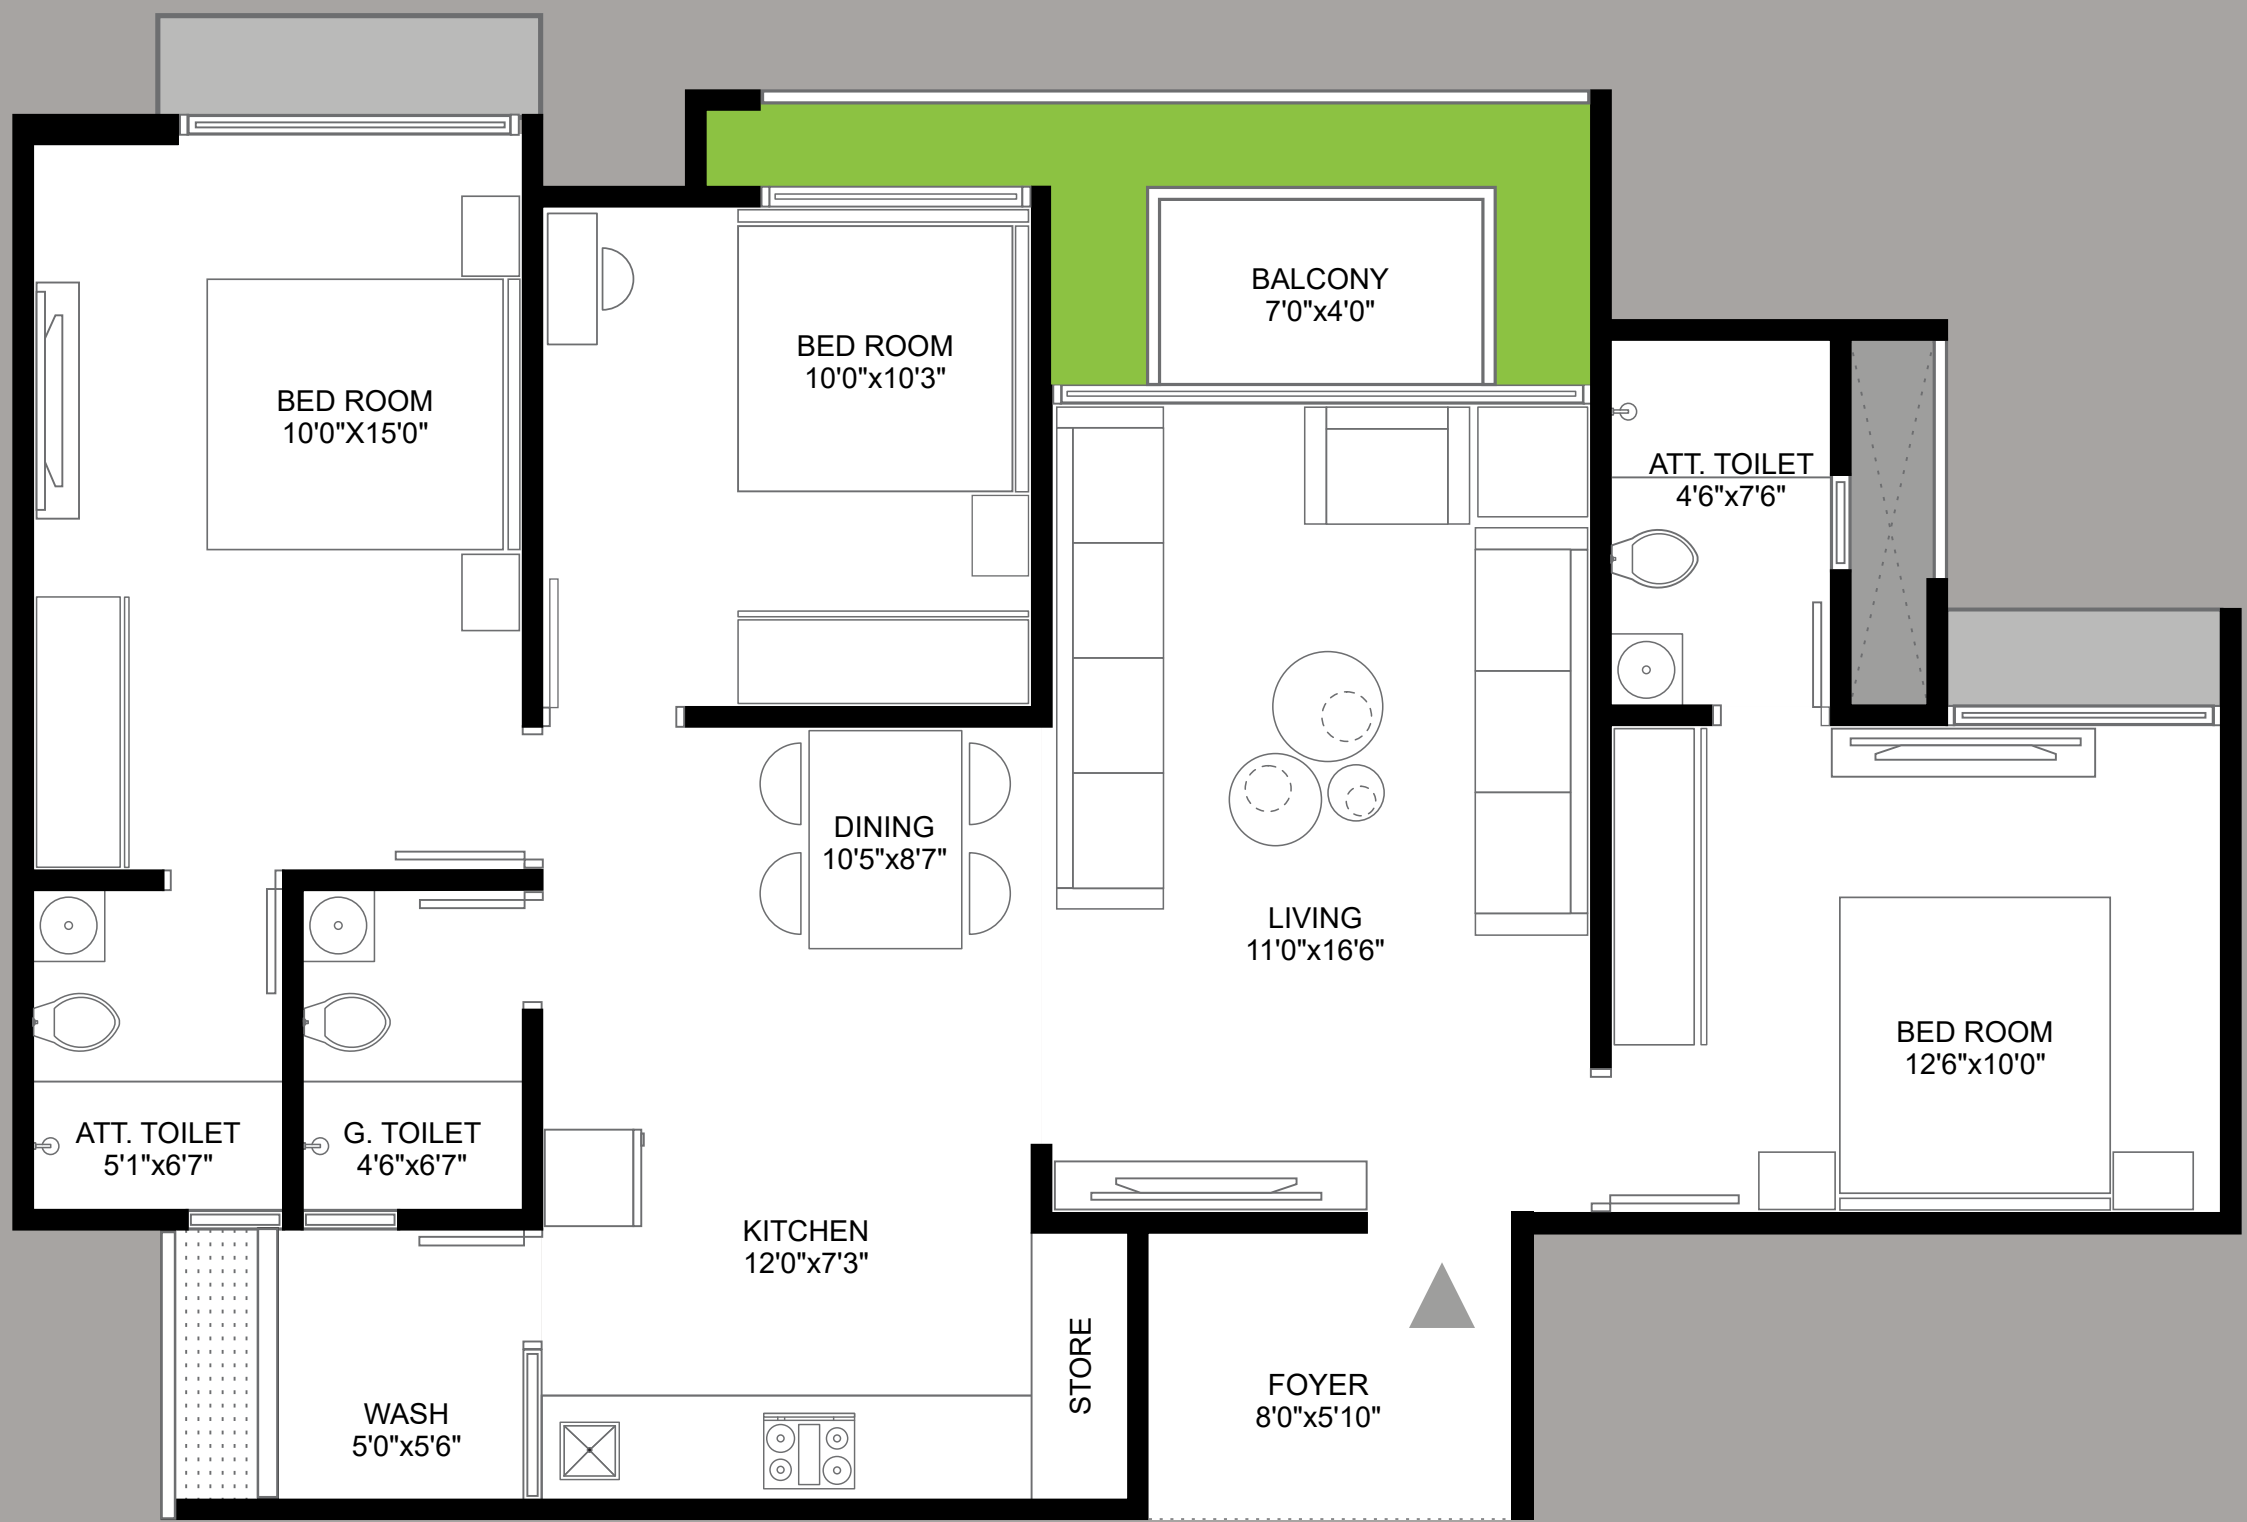 BALCONY
7'0"x4'0"
BED ROOM
10'0"x10'3"
BED ROOM
10'0"X15'0"
ATT. TOILET
4'6"x7'6"
DINING
10'5"x8'7"
LIVING
11'0"x16'6"
BED ROOM
12'6"x10'0"
ATT. TOILET
5'1"x6'7"
G. TOILET
4'6"x6'7"
KITCHEN
12'0"x7'3"
STORE
FOYER
8'0"x5'10"
WASH
5'0"x5'6"